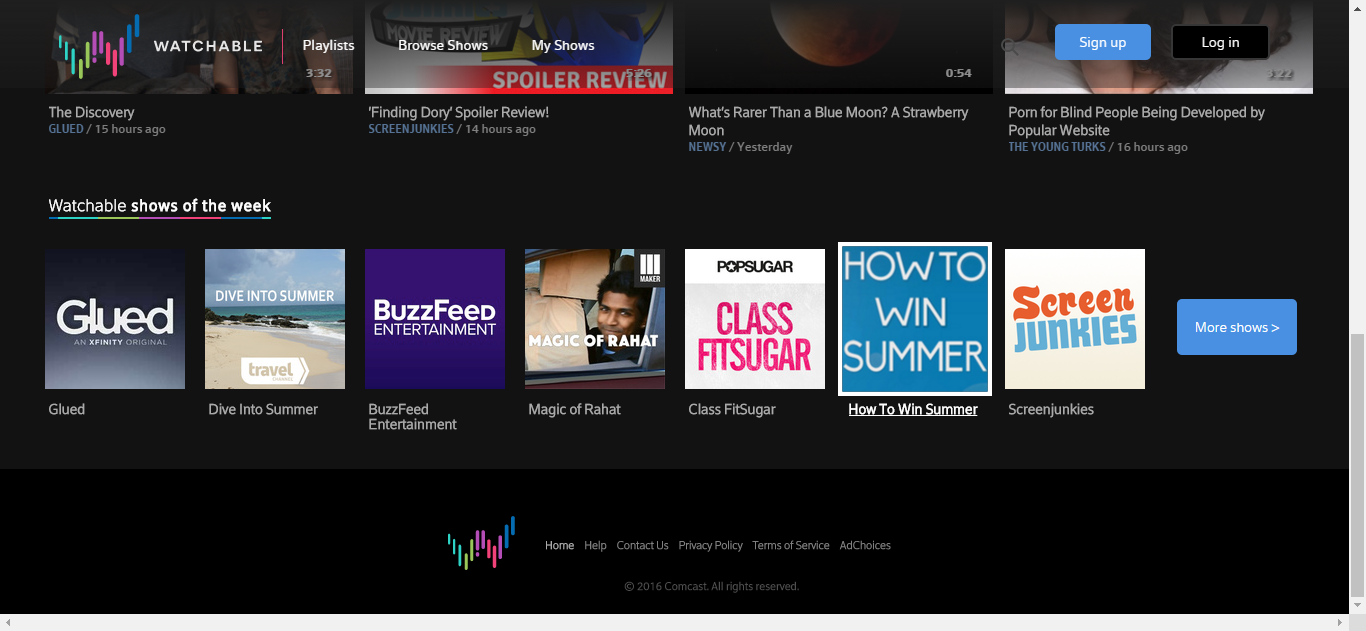 WATCHABLE
Playlists
Browse Shows
My Shows
Sign up
Log in
MOVIE REVIEW
SPOILER REVIEW
3:32
5:26
0:54
3:22
The Discovery
GLUED / 15 hours ago
'Finding Dory' Spoiler Review!
SCREENJUNKIES / 14 hours ago
What's Rarer Than a Blue Moon? A Strawberry
Moon
NEWSY / Yesterday
Porn for Blind People Being Developed by
Popular Website
THE YOUNG TURKS / 16 hours ago
Watchable shows of the week
Glued
AN XFINITY ORIGINAL
DIVE INTO SUMMER
travel
CHANNEL
BuzzFeed
ENTERTAINMENT
MAKER
MAGIC OF RAHAT
POPSUGAR
CLASS
FITSUGAR
HOW TO
WIN
SUMMER
Screen
JUNKIES
More shows >
Glued
Dive Into Summer
BuzzFeed
Entertainment
Magic of Rahat
Class FitSugar
How To Win Summer
Screenjunkies
Home
Help
Contact Us
Privacy Policy
Terms of Service
AdChoices
© 2016 Comcast. All rights reserved.